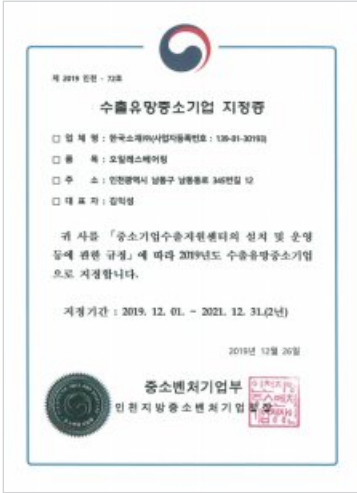 제 2019 인천 - 72호
수출유망중소기업 지정증
□ 업 체 명 : 한국소재㈜(사업자등록번호 : 139-81-30193)
□ 품 목 : 오일레스베어링
□ 주 소 : 인천광역시 남동구 남동동로 345번길 12
□ 대 표 자 : 김익성
귀 사를 「중소기업수출지원센터의 설치 및 운영
등에 관한 규정」에 따라 2019년도 수출유망중소기업
으로 지정합니다.
지정기간 : 2019. 12. 01. ~ 2021. 12. 31.(2년)
2019년 12월 26일
중소벤처기업부
인천지방중소벤처기업청장